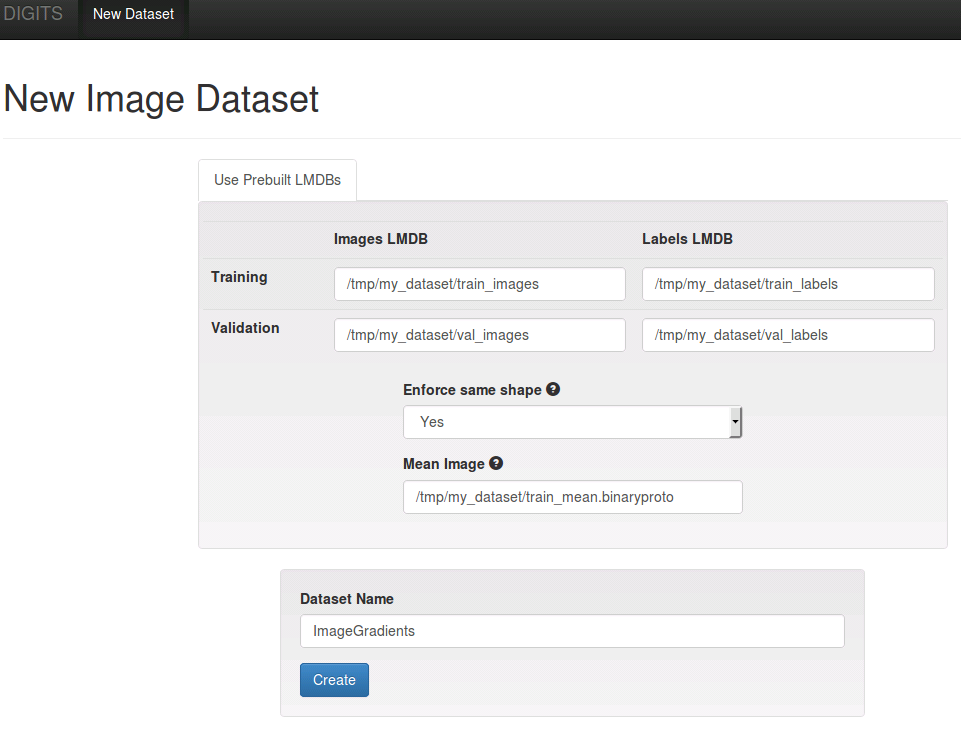 DIGITS New Dataset
New Image Dataset
Use Prebuilt LMDBs
Images LMDB Labels LMDB
Training /tmp/my_dataset/train_images /tmp/my_dataset/train_labels
Validation /tmp/my_dataset/val_images /tmp/my_dataset/val_labels
Enforce same shape ?
Yes
Mean Image ?
/tmp/my_dataset/train_mean.binaryproto
Dataset Name
ImageGradients
Create